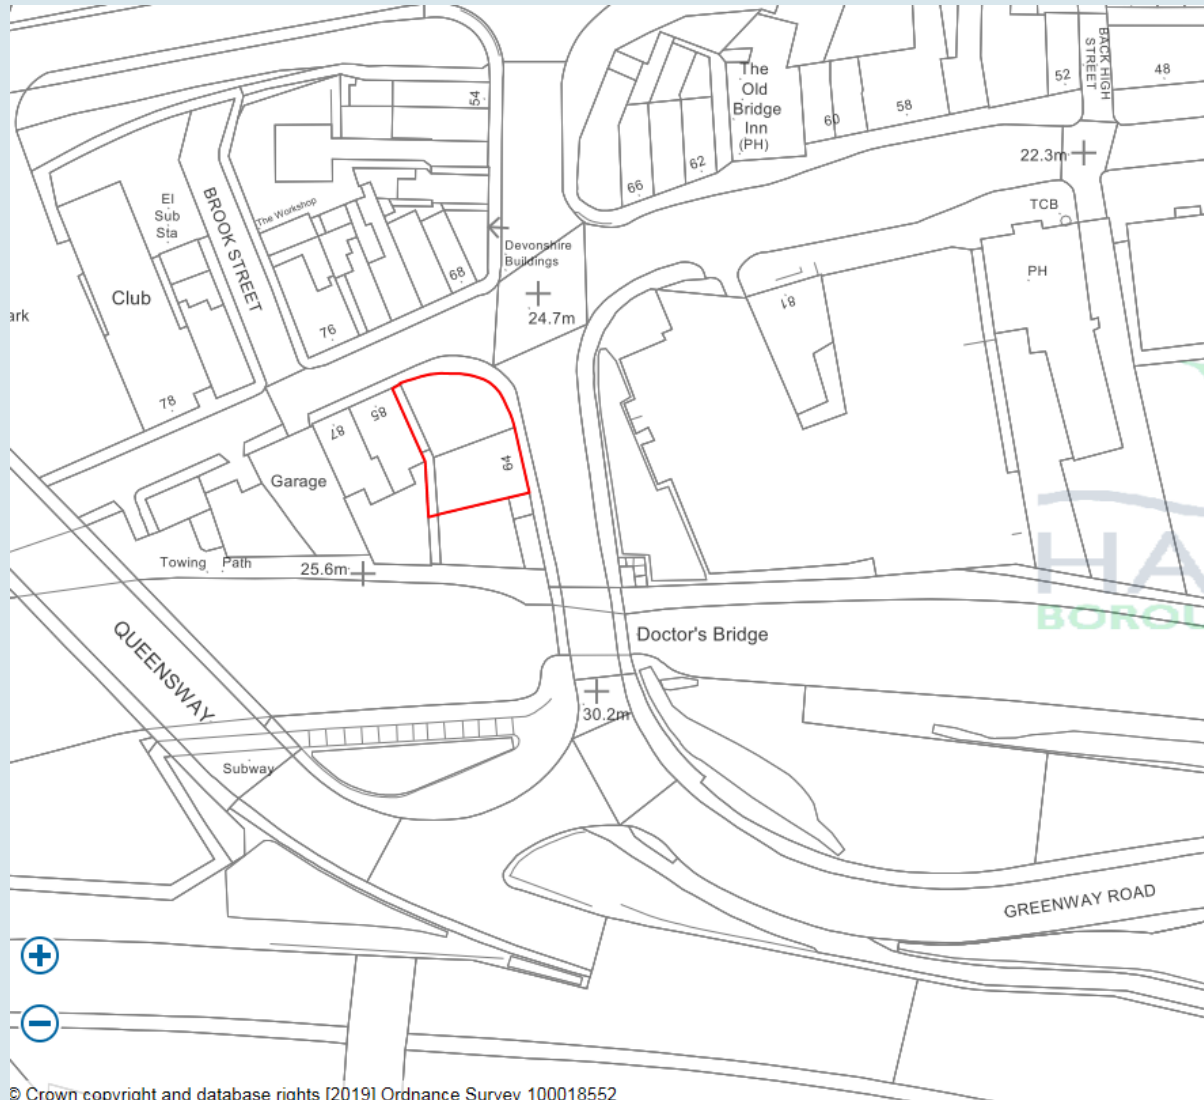 BACK HIGH
STREET
52
48
The
Old
Bridge
Inn
(PH)
54
58
60
62
66
22.3m
El
Sub
Sta
BROOK STREET
The Workshop
TCB
Devonshire
Buildings
PH
68
Club
24.7m
81
ark
76
78
85
87
64
Garage
Towing Path
25.6m
HA
BOROU
QUEENSWAY
Doctor's Bridge
30.2m
Subway
GREENWAY ROAD
© Crown copyright and database rights [2019] Ordnance Survey 100018552